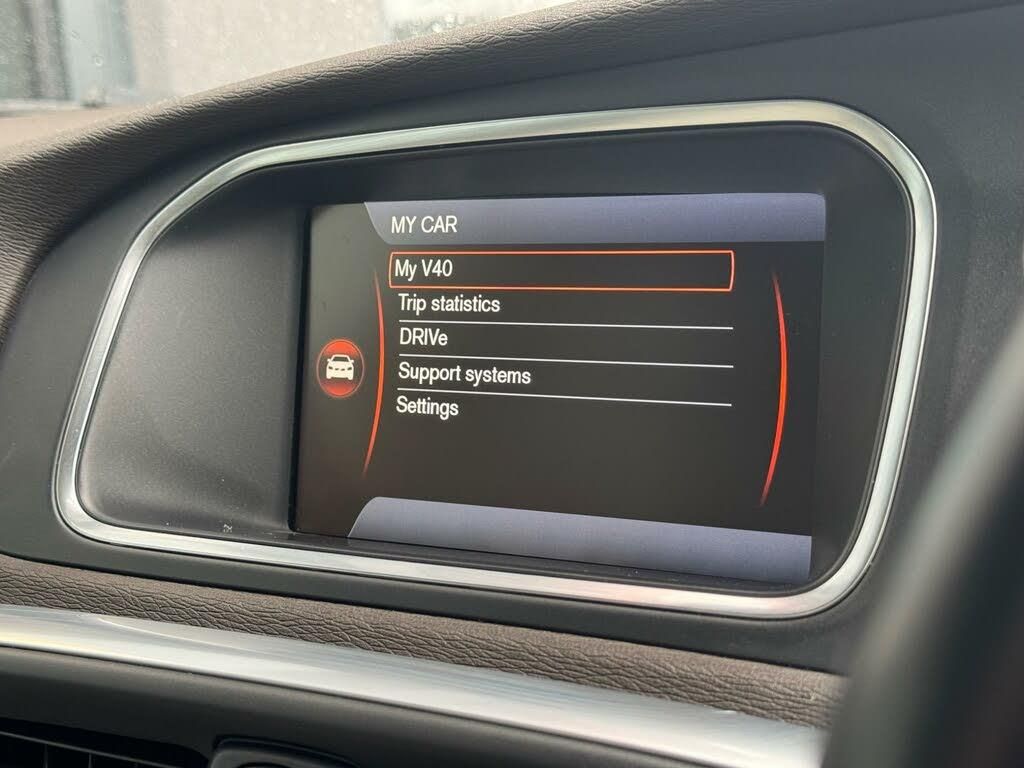 MY CAR
My V40
Trip statistics
DRIVe
Support systems
Settings